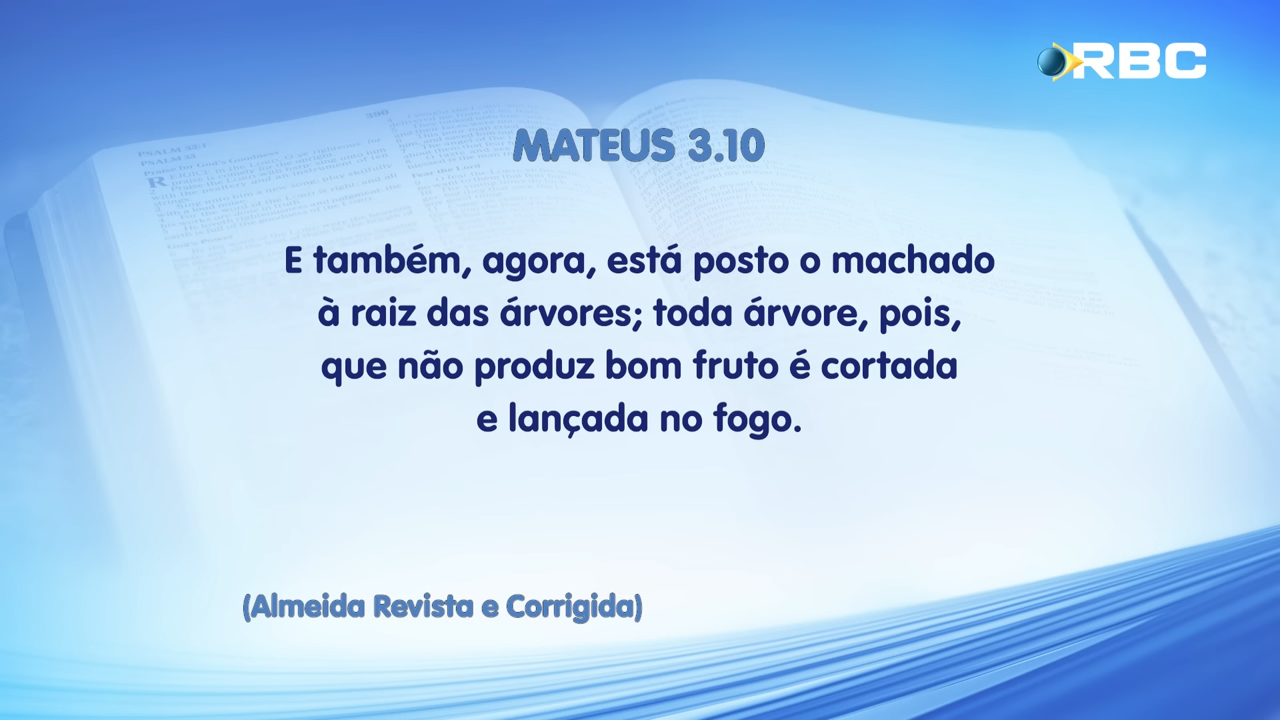 RBC
MATEUS 3.10
E também, agora, está posto o machado
à raiz das árvores; toda árvore, pois,
que não produz bom fruto é cortada
e lançada no fogo.
(Almeida Revista e Corrigida)